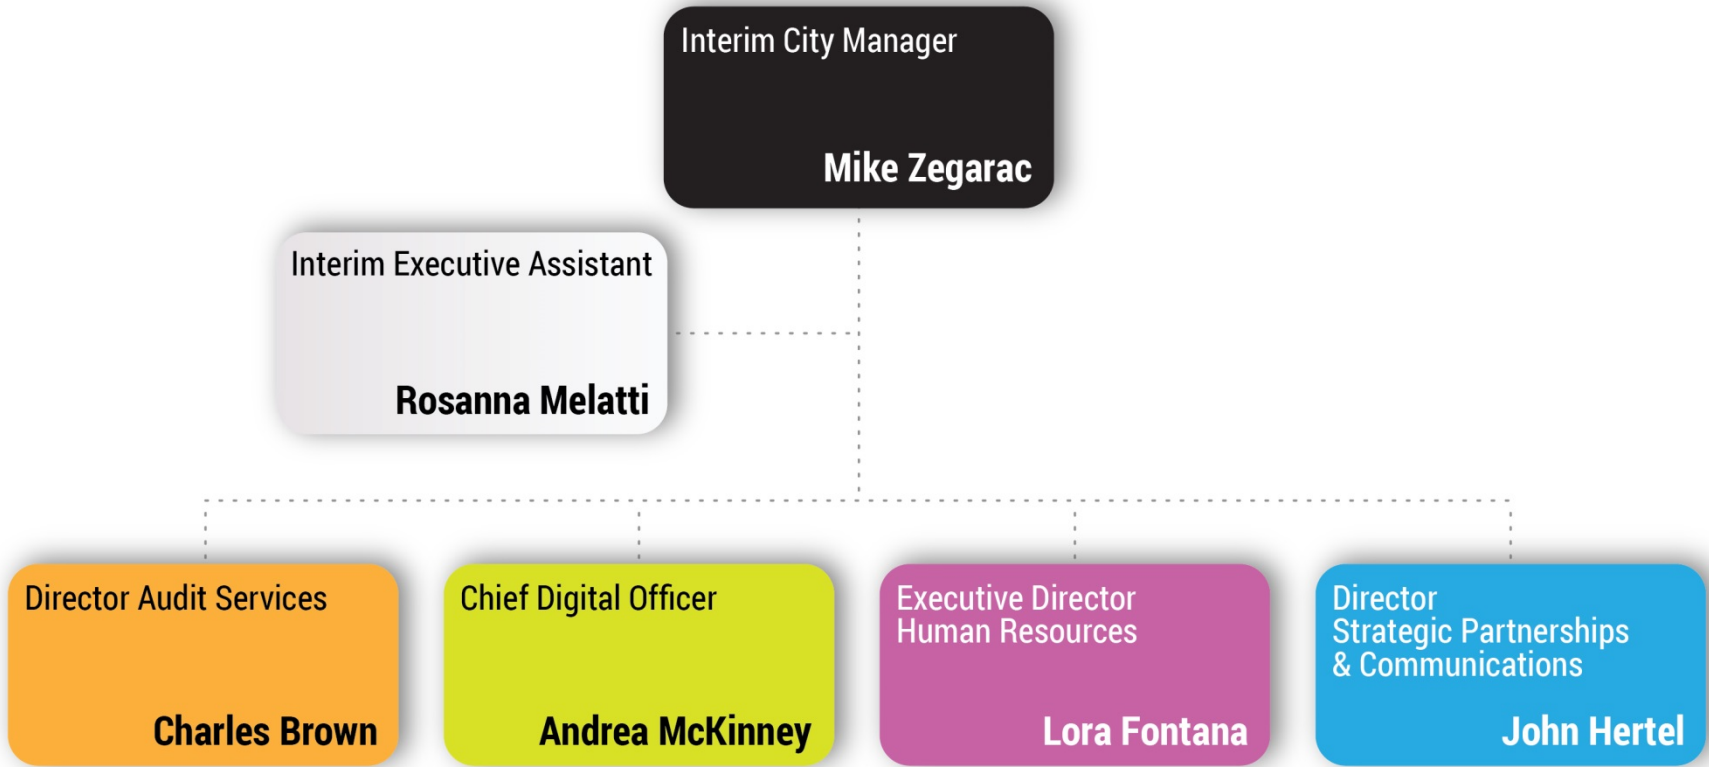 Interim City Manager
Mike Zegarac
Interim Executive Assistant
Rosanna Melatti
Director Audit Services
Charles Brown
Chief Digital Officer
Andrea McKinney
Executive Director
Human Resources
Lora Fontana
Director
Strategic Partnerships
& Communications
John Hertel